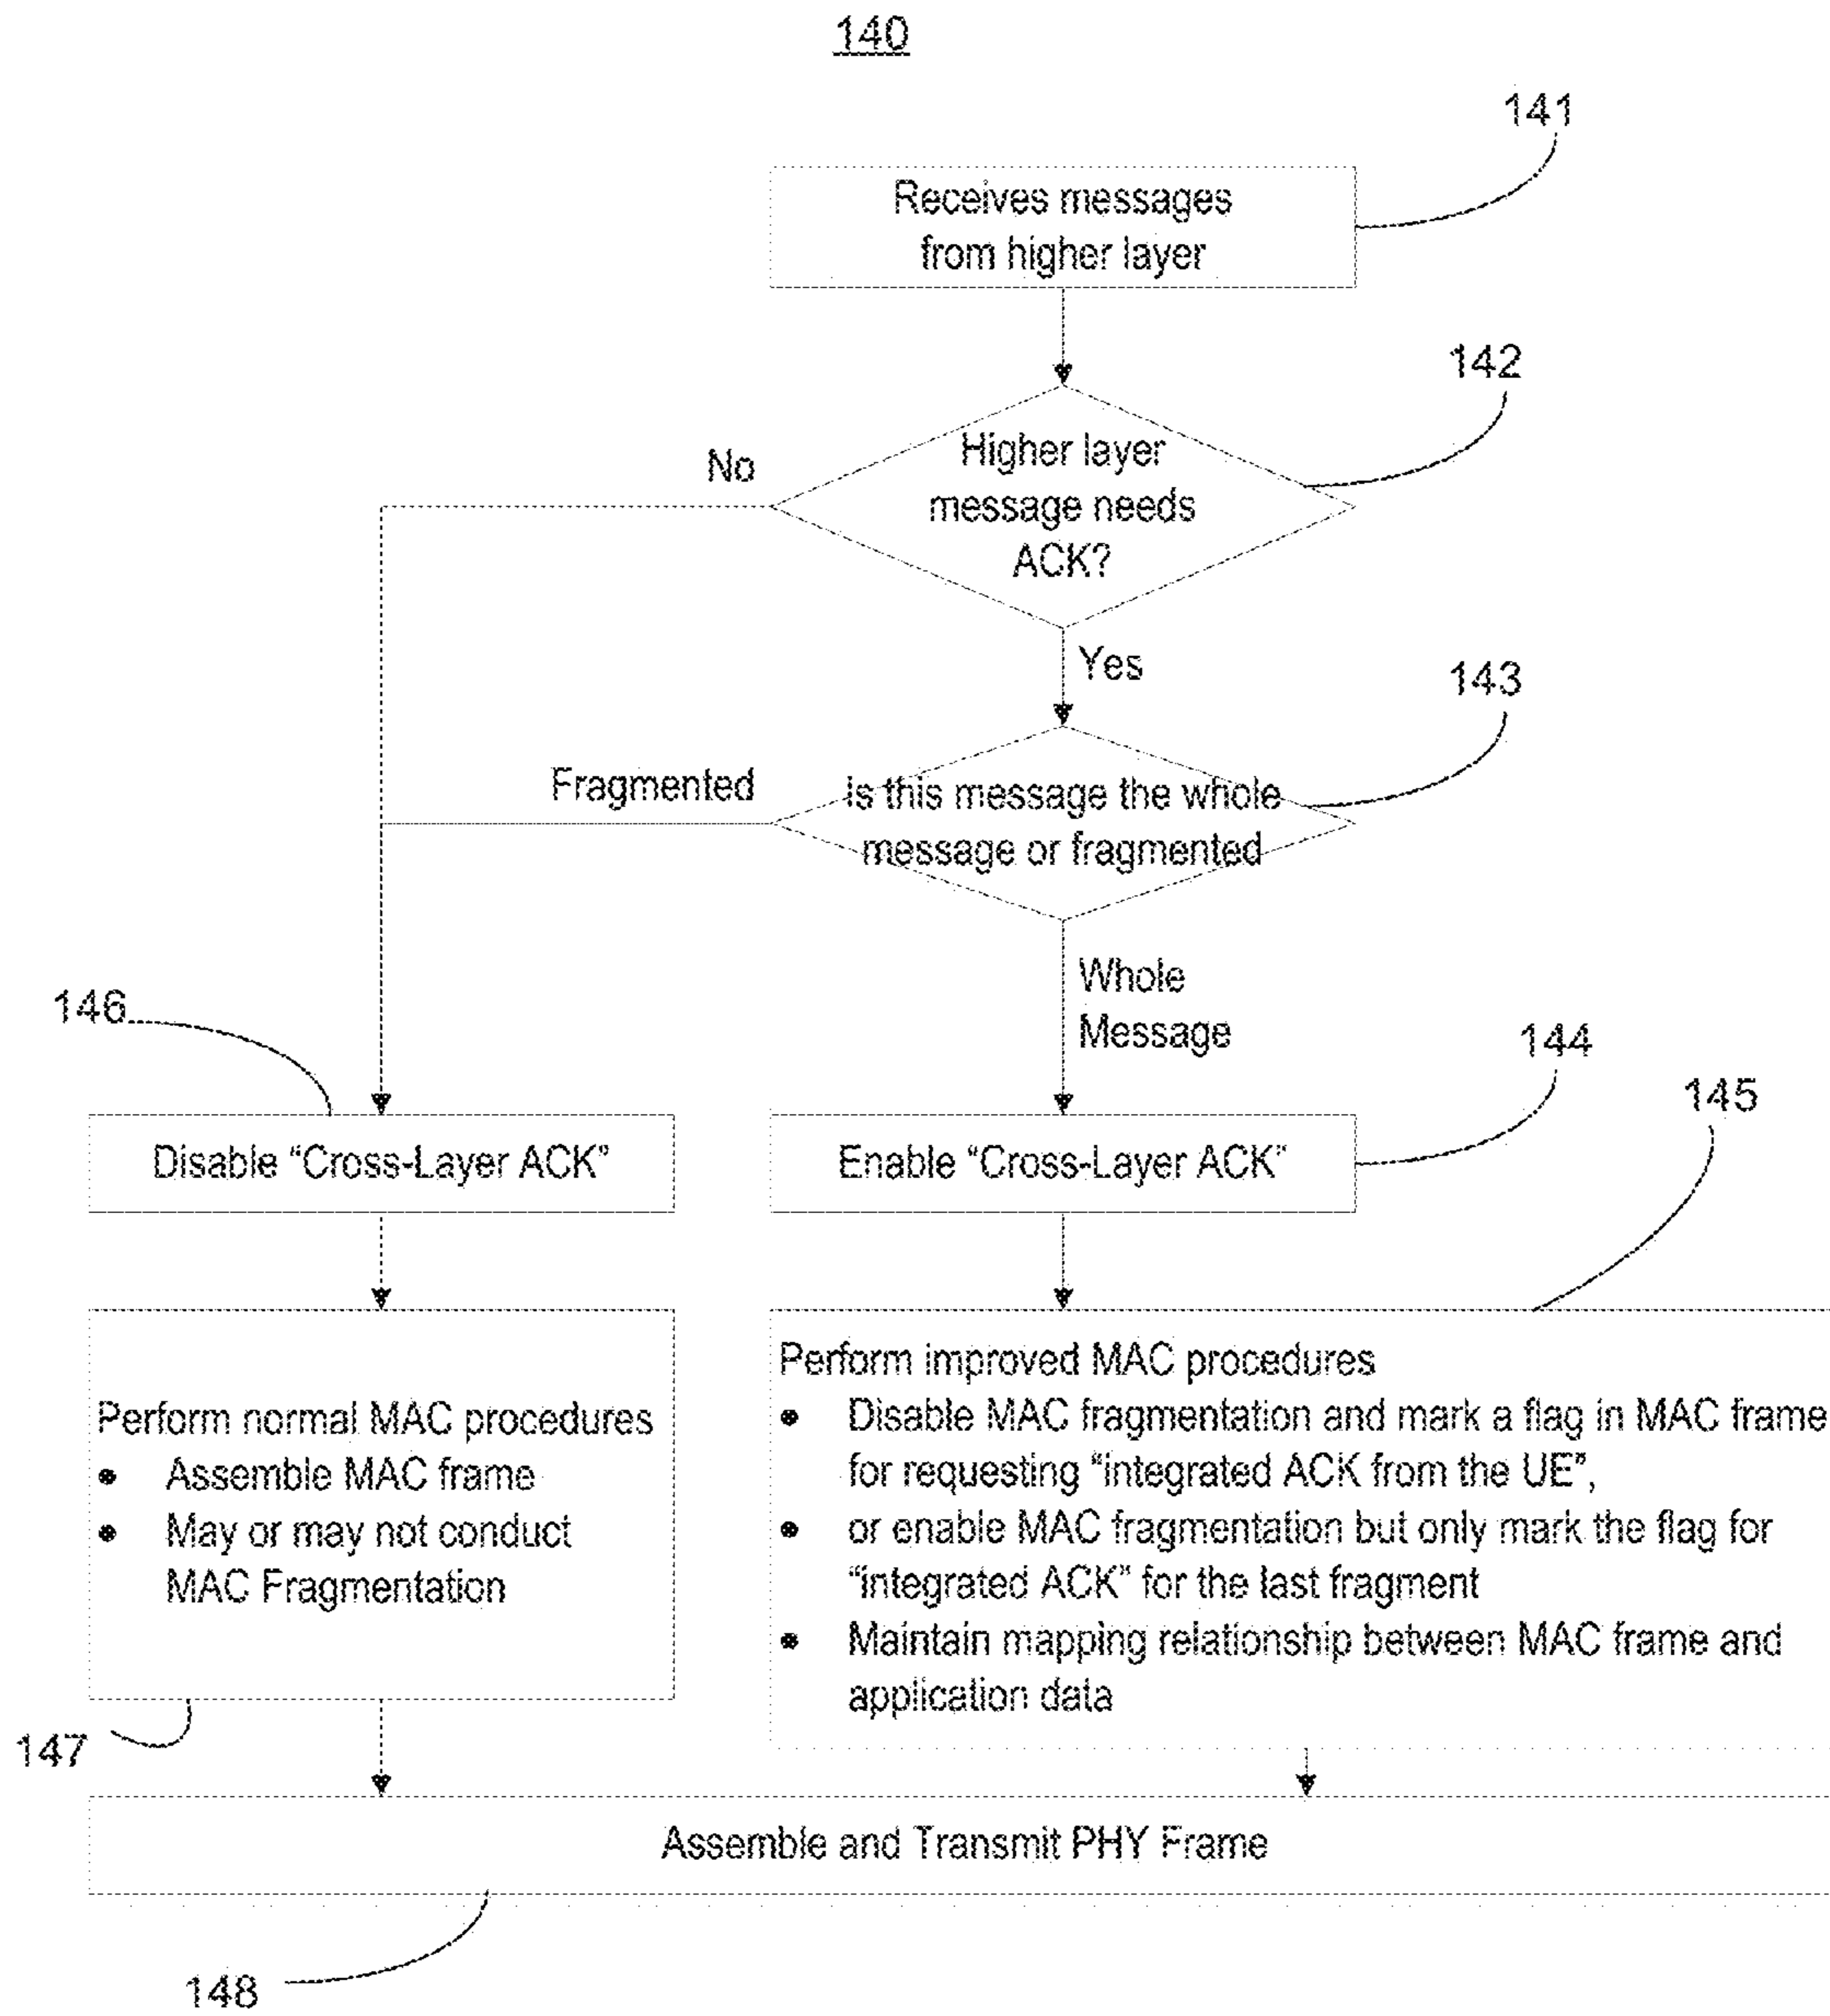 140
141
Receives messages
from higher layer
142
No
Higher layer
message needs
ACK?
Yes
143
Fragmented
Is this message the whole
message or fragmented
Whole
Message
146
144
145
Disable “Cross-Layer ACK”
Enable “Cross-Layer ACK”
Perform normal MAC procedures
• Assemble MAC frame
• May or may not conduct
MAC Fragmentation
Perform improved MAC procedures
• Disable MAC fragmentation and mark a flag in MAC frame
for requesting “integrated ACK from the UE”,
• or enable MAC fragmentation but only mark the flag for
“integrated ACK” for the last fragment
• Maintain mapping relationship between MAC frame and
application data
147
Assemble and Transmit PHY Frame
148